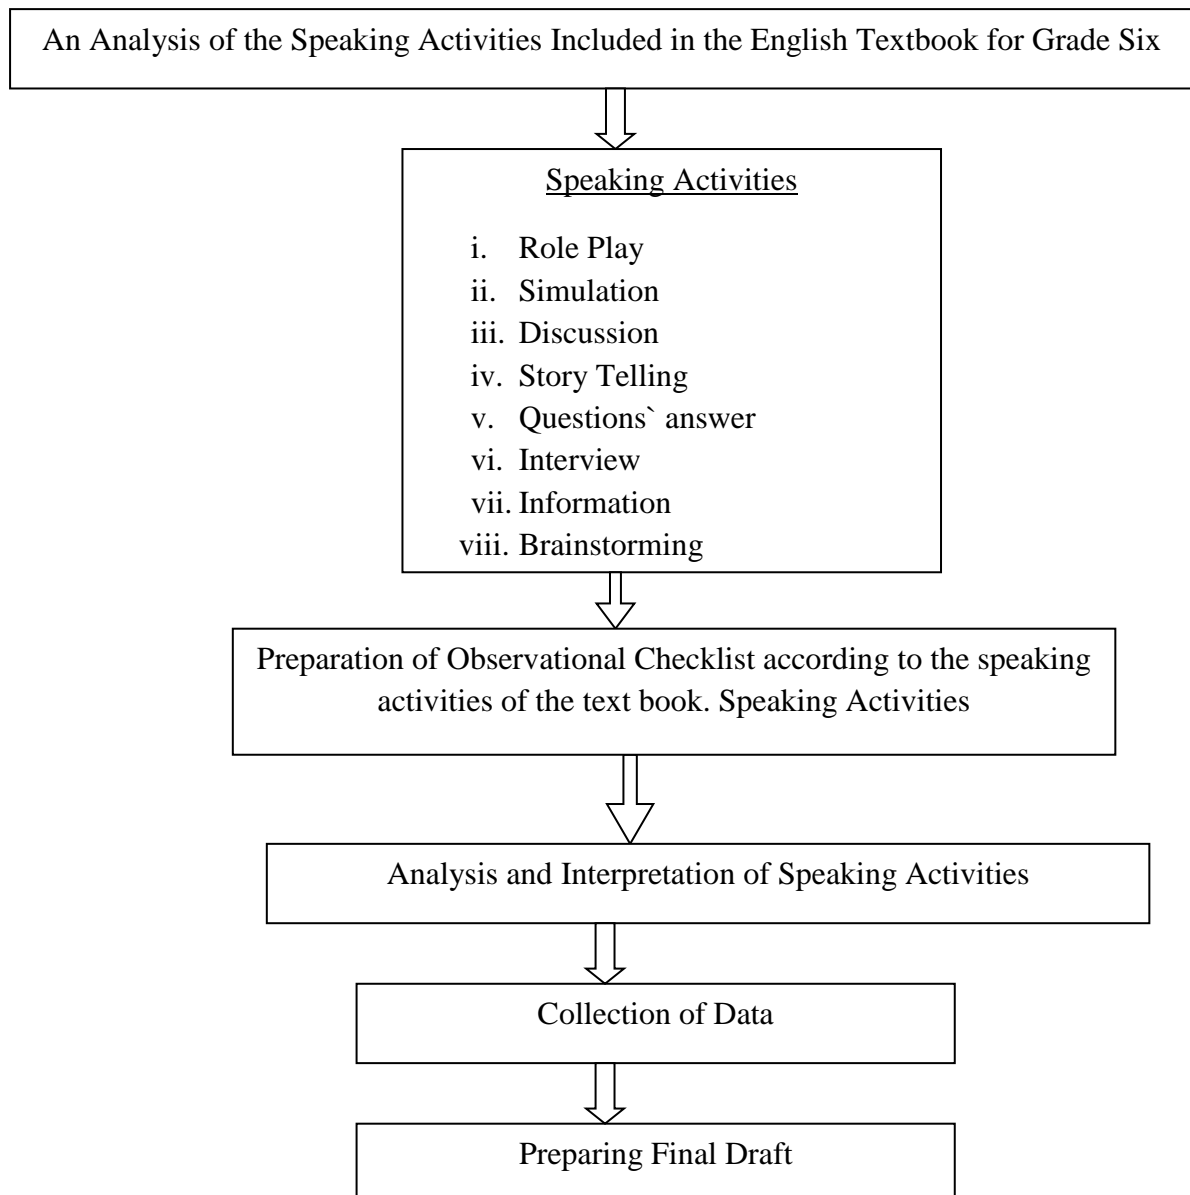 An Analysis of the Speaking Activities Included in the English Textbook for Grade Six
Speaking Activities
i. Role Play
ii. Simulation
iii. Discussion
iv. Story Telling
v. Questions` answer
vi. Interview
vii. Information
viii. Brainstorming
Preparation of Observational Checklist according to the speaking
activities of the text book. Speaking Activities
Analysis and Interpretation of Speaking Activities
Collection of Data
Preparing Final Draft